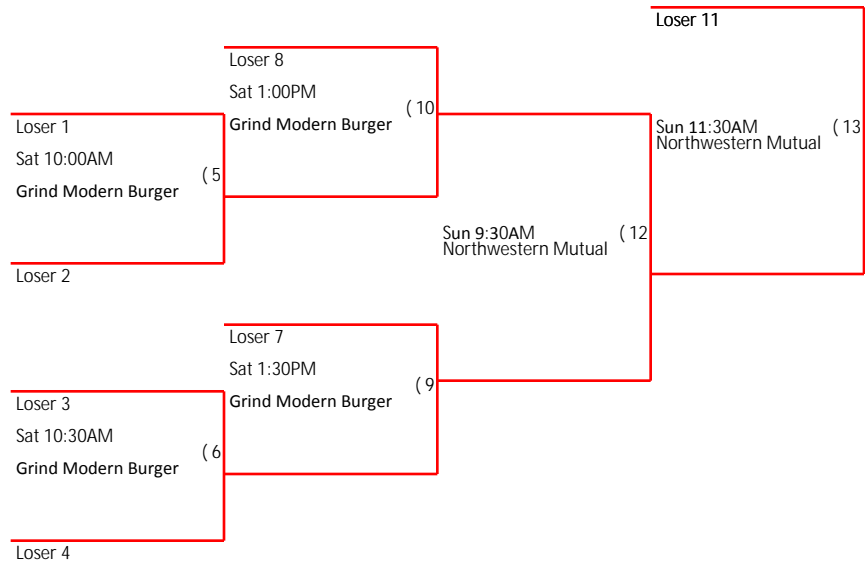 Loser 11
Loser 8
Sat 1:00PM
( 10
Grind Modern Burger
Loser 1
Sat 10:00AM
( 5
Grind Modern Burger
Loser 2
Sun 11:30AM
( 13
Northwestern Mutual
Sun 9:30AM
( 12
Northwestern Mutual
Loser 7
Sat 1:30PM
( 9
Grind Modern Burger
Loser 3
Sat 10:30AM
( 6
Grind Modern Burger
Loser 4